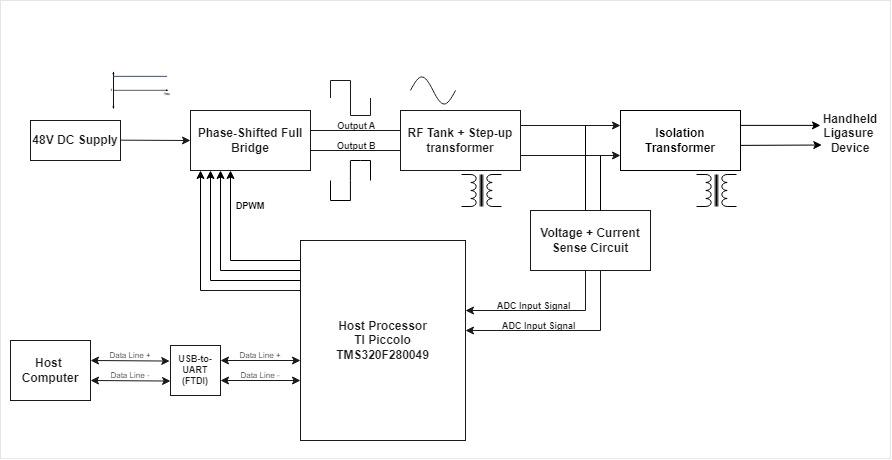 48V DC Supply
Phase-Shifted Full
Bridge
Output A
Output B
RF Tank + Step-up
transformer
Isolation
Transformer
Handheld
Ligasure
Device
DPWM
Voltage + Current
Sense Circuit
ADC Input Signal
ADC Input Signal
Host Processor
TI Piccolo
TMS320F280049
Host
Computer
Data Line +
Data Line -
USB-to-
UART
(FTDI)
Data Line +
Data Line -